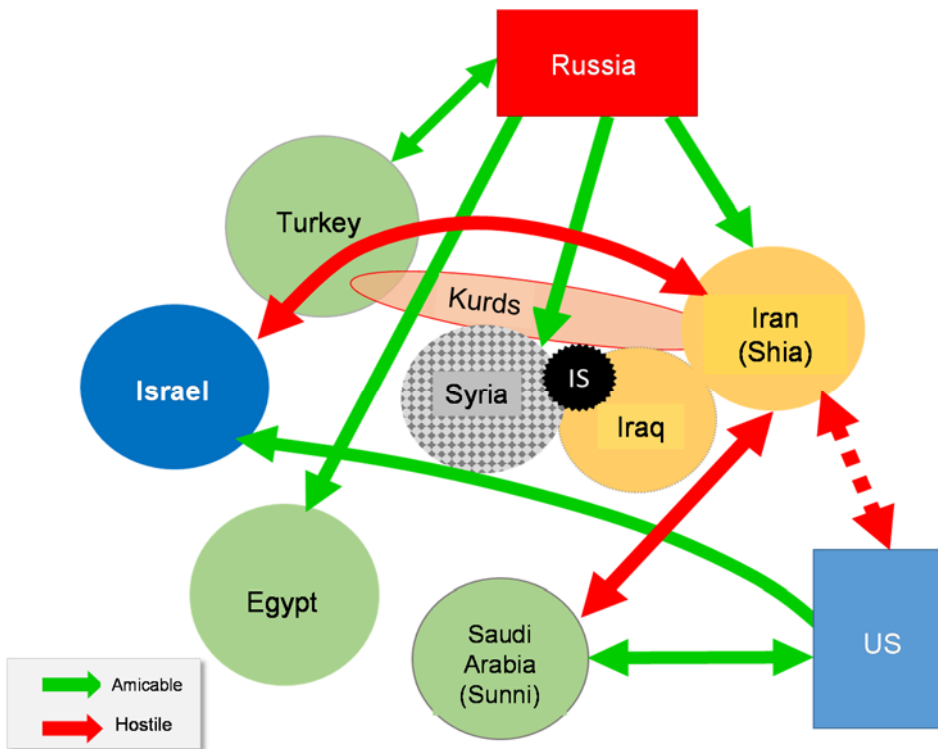 Russia
Turkey
Kurds
Iran
(Shia)
Israel
Syria
IS
Iraq
Egypt
Saudi
Arabia
(Sunni)
US
Amicable
Hostile